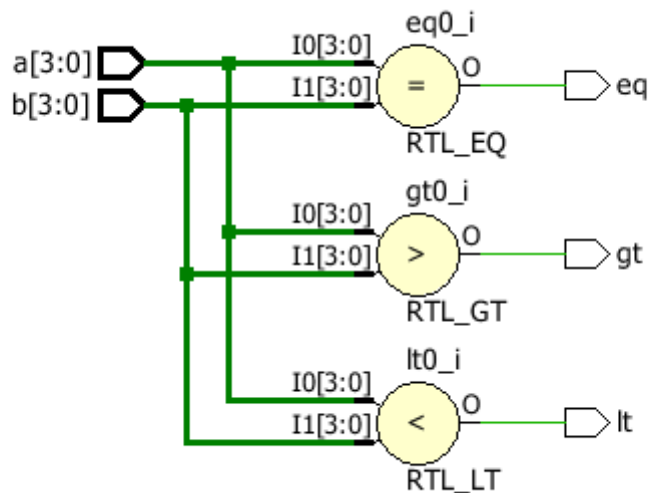 eq0_i
a[3:0]
I0[3:0]
O
b[3:0]
I1[3:0]
=
eq
RTL_EQ
gt0_i
I0[3:0]
O
I1[3:0]
>
gt
RTL_GT
lt0_i
I0[3:0]
O
I1[3:0]
<
lt
RTL_LT